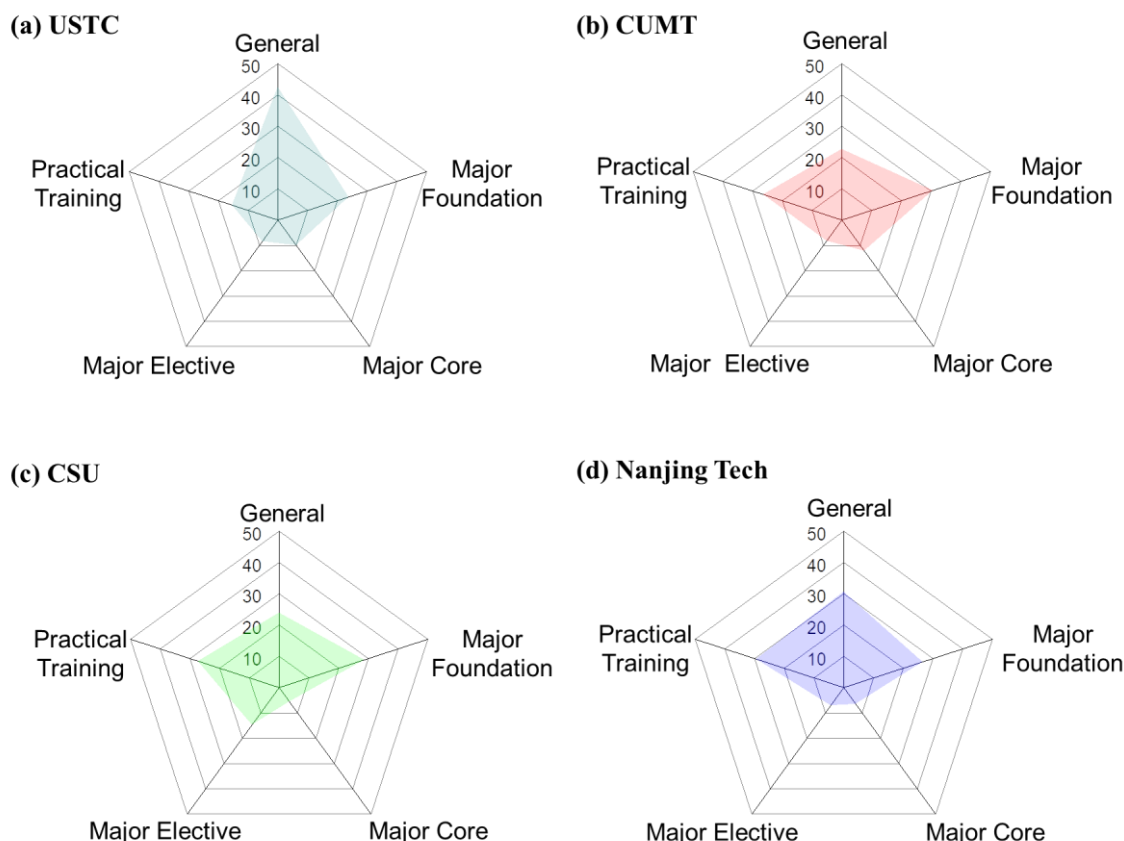 (a) USTC
General
50
40
30
20
10
Practical
Training
Major
Foundation
Major Elective
Major Core
(b) CUMT
General
50
40
30
20
10
Practical
Training
Major
Foundation
Major Elective
Major Core
(c) CSU
General
50
40
30
20
10
Practical
Training
Major
Foundation
Major Elective
Major Core
(d) Nanjing Tech
General
50
40
30
20
10
Practical
Training
Major
Foundation
Major Elective
Major Core